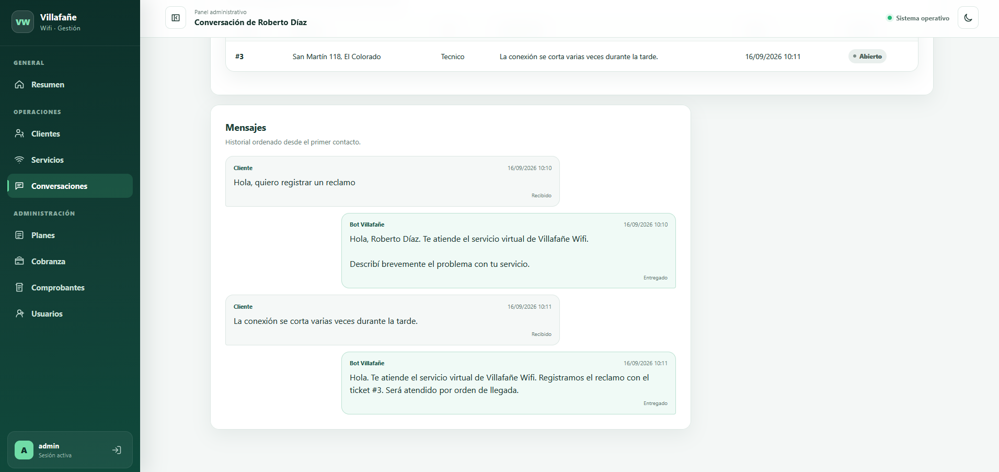 VW
Villafañe
Wifi · Gestión
GENERAL
Resumen
OPERACIONES
Clientes
Servicios
Conversaciones
ADMINISTRACIÓN
Planes
Cobranza
Comprobantes
Usuarios
A
admin
Sesión activa
Panel administrativo
Conversación de Roberto Díaz
Sistema operativo
#3 San Martín 118, El Colorado Tecnico La conexión se corta varias veces durante la tarde. 16/09/2026 10:11 Abierto
Mensajes
Historial ordenado desde el primer contacto.
Cliente 16/09/2026 10:10
Hola, quiero registrar un reclamo
Recibido
Bot Villafañe 16/09/2026 10:10
Hola, Roberto Díaz. Te atiende el servicio virtual de Villafañe Wifi.
Describí brevemente el problema con tu servicio.
Entregado
Cliente 16/09/2026 10:11
La conexión se corta varias veces durante la tarde.
Recibido
Bot Villafañe 16/09/2026 10:11
Hola. Te atiende el servicio virtual de Villafañe Wifi. Registramos el reclamo con el
ticket #3. Será atendido por orden de llegada.
Entregado